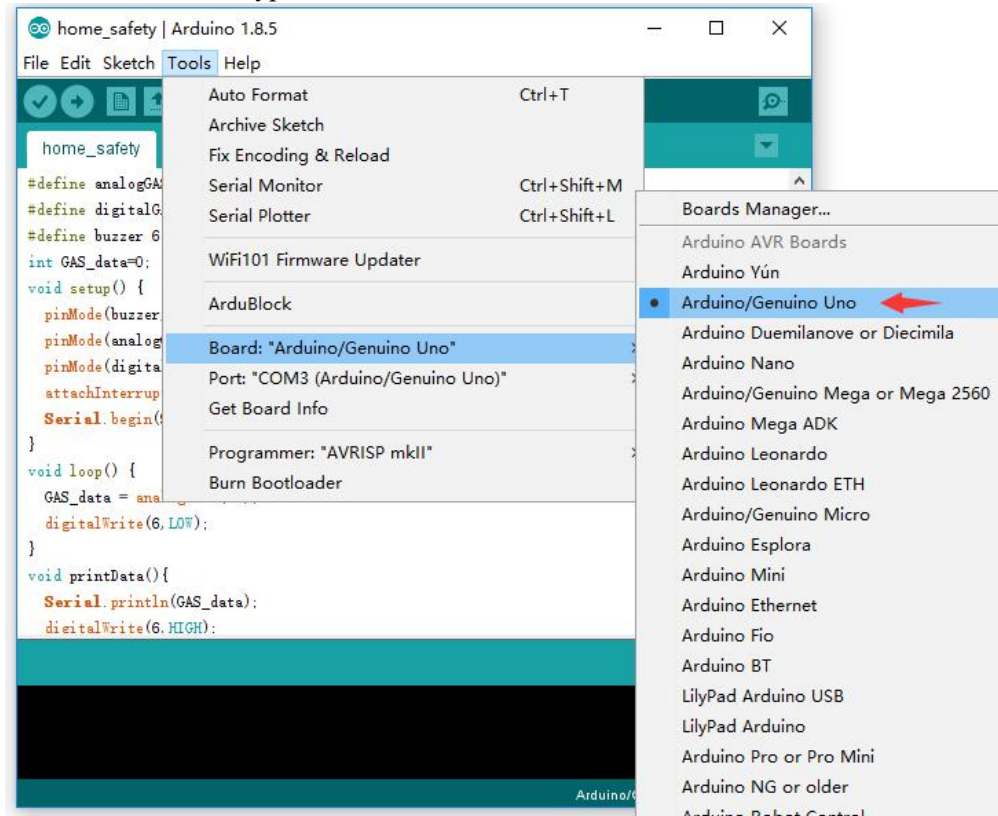 home_safety | Arduino 1.8.5
File Edit Sketch Tools Help
home_safety
#define analogGA
#define digitalG
#define buzzer 6
int GAS_data=0;
void setup() {
pinMode(buzzer
pinMode(analog
pinMode(digita
attachInterrup
Serial.begin(
}
void loop() {
GAS_data = ana
digitalWrite(6,LOW);
}
void printData(){
Serial.println(GAS_data);
digitalWrite(6,HIGH);
Auto Format Ctrl+T
Archive Sketch
Fix Encoding & Reload
Serial Monitor Ctrl+Shift+M
Serial Plotter Ctrl+Shift+L
WiFi101 Firmware Updater
ArduBlock
Board: "Arduino/Genuino Uno"
Port: "COM3 (Arduino/Genuino Uno)"
Get Board Info
Programmer: "AVRISP mkII"
Burn Bootloader
Boards Manager...
Arduino AVR Boards
Arduino Yún
Arduino/Genuino Uno
Arduino Duemilanove or Diecimila
Arduino Nano
Arduino/Genuino Mega or Mega 2560
Arduino Mega ADK
Arduino Leonardo
Arduino Leonardo ETH
Arduino/Genuino Micro
Arduino Esplora
Arduino Mini
Arduino Ethernet
Arduino Fio
Arduino BT
LilyPad Arduino USB
LilyPad Arduino
Arduino Pro or Pro Mini
Arduino NG or older
Arduino Robot Control
Arduino/